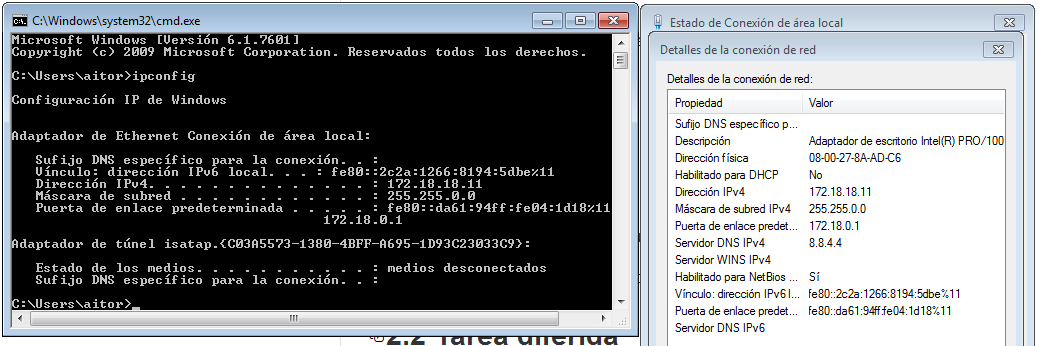 C:\Windows\system32\cmd.exe
Microsoft Windows [Versión 6.1.7601]
Copyright (c) 2009 Microsoft Corporation. Reservados todos los derechos.
C:\Users\aitor>ipconfig
Configuración IP de Windows
Adaptador de Ethernet Conexión de área local:
Sufijo DNS específico para la conexión. . :
Vínculo: dirección IPv6 local. . . : fe80::2c2a:1266:8194:5dbe%11
Dirección IPv4. . . . . . . . . . . . . . : 172.18.18.11
Máscara de subred . . . . . . . . . . . . : 255.255.0.0
Puerta de enlace predeterminada . . . . . : fe80::da61:94ff:fe04:1d18%11
172.18.0.1
Adaptador de túnel isatap.{C03A5573-1380-4BFF-A695-1D93C23033C9}:
Estado de los medios. . . . . . . . . . . : medios desconectados
Sufijo DNS específico para la conexión. . :
C:\Users\aitor>_
Estado de Conexión de área local
Detalles de la conexión de red
Detalles de la conexión de red:
Propiedad Valor
Sufijo DNS específico p...
Descripción Adaptador de escritorio Intel(R) PRO/100
Dirección física 08-00-27-8A-AD-C6
Habilitado para DHCP No
Dirección IPv4 172.18.18.11
Máscara de subred IPv4 255.255.0.0
Puerta de enlace predet... 172.18.0.1
Servidor DNS IPv4 8.8.4.4
Servidor WINS IPv4
Habilitado para NetBios ... Sí
Vínculo: dirección IPv6 l... fe80::2c2a:1266:8194:5dbe%11
Puerta de enlace predet... fe80::da61:94ff:fe04:1d18%11
Servidor DNS IPv6
2.2 Tarea diferida